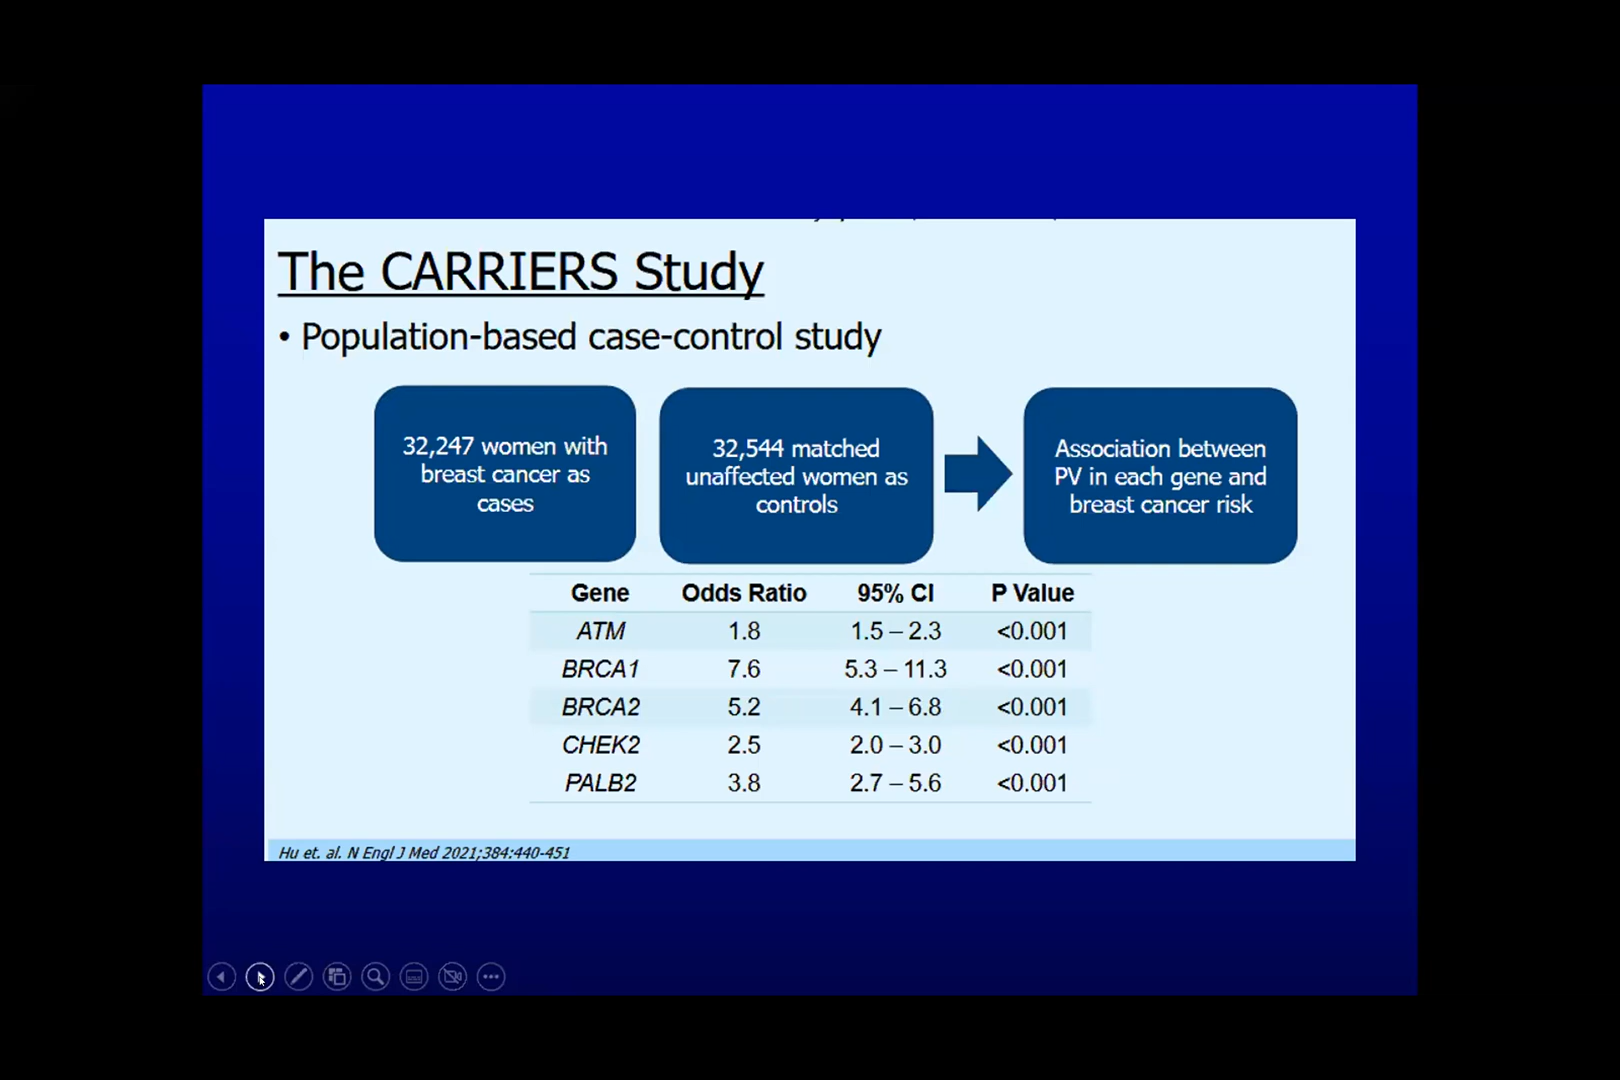 The CARRIERS Study
• Population-based case-control study
32,247 women with
breast cancer as
cases
32,544 matched
unaffected women as
controls
Association between
PV in each gene and
breast cancer risk
Gene Odds Ratio 95% CI P Value
ATM 1.8 1.5 – 2.3 <0.001
BRCA1 7.6 5.3 – 11.3 <0.001
BRCA2 5.2 4.1 – 6.8 <0.001
CHEK2 2.5 2.0 – 3.0 <0.001
PALB2 3.8 2.7 – 5.6 <0.001
Hu et. al. N Engl J Med 2021;384:440-451